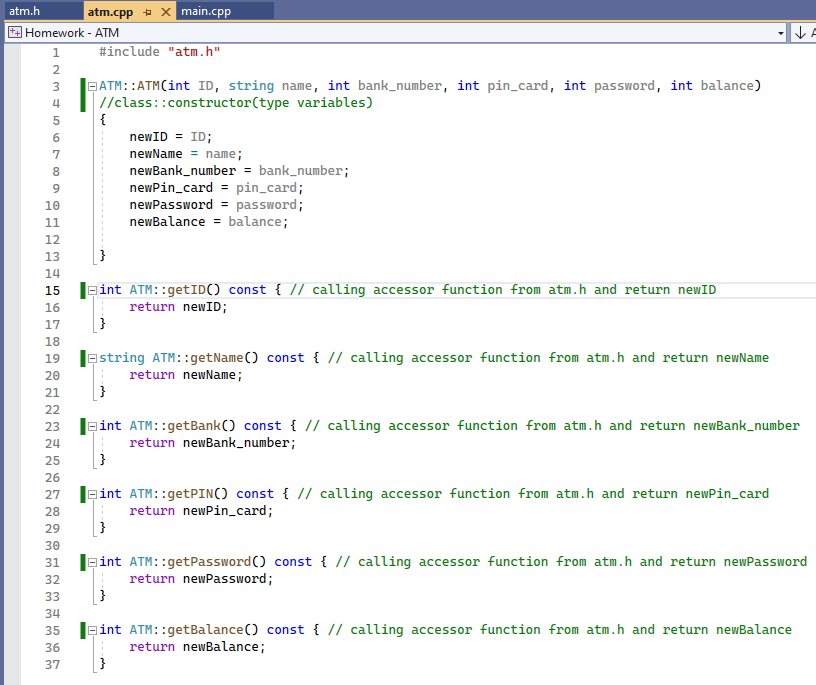 atm.h atm.cpp main.cpp
Homework - ATM
1 #include "atm.h"
2
3 ATM::ATM(int ID, string name, int bank_number, int pin_card, int password, int balance)
4 //class::constructor(type variables)
5 {
6 newID = ID;
7 newName = name;
8 newBank_number = bank_number;
9 newPin_card = pin_card;
10 newPassword = password;
11 newBalance = balance;
12
13 }
14
15 int ATM::getID() const { // calling accessor function from atm.h and return newID
16 return newID;
17 }
18
19 string ATM::getName() const { // calling accessor function from atm.h and return newName
20 return newName;
21 }
22
23 int ATM::getBank() const { // calling accessor function from atm.h and return newBank_number
24 return newBank_number;
25 }
26
27 int ATM::getPIN() const { // calling accessor function from atm.h and return newPin_card
28 return newPin_card;
29 }
30
31 int ATM::getPassword() const { // calling accessor function from atm.h and return newPassword
32 return newPassword;
33 }
34
35 int ATM::getBalance() const { // calling accessor function from atm.h and return newBalance
36 return newBalance;
37 }